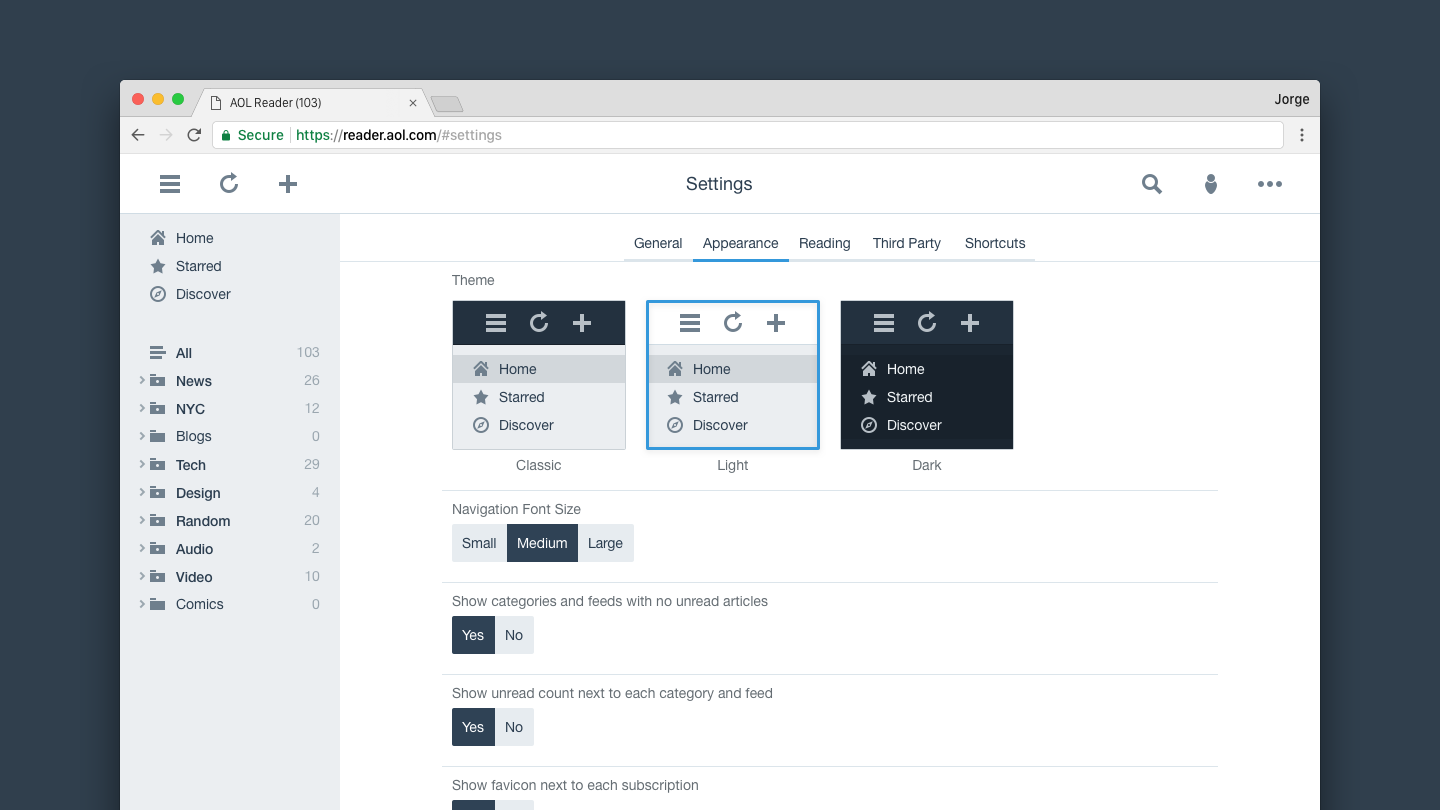 AOL Reader (103)
Jorge
Secure https://reader.aol.com/#settings
Settings
Home
Starred
Discover
All 103
News 26
NYC 12
Blogs 0
Tech 29
Design 4
Random 20
Audio 2
Video 10
Comics 0
General Appearance Reading Third Party Shortcuts
Theme
Home
Starred
Discover
Classic
Home
Starred
Discover
Light
Home
Starred
Discover
Dark
Navigation Font Size
Small Medium Large
Show categories and feeds with no unread articles
Yes No
Show unread count next to each category and feed
Yes No
Show favicon next to each subscription